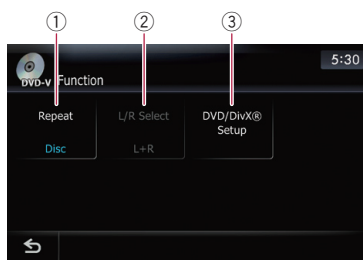 ① ② ③
5:30
DVD-V Function
Repeat L/R Select DVD/DivX®
Setup
Disc L+R